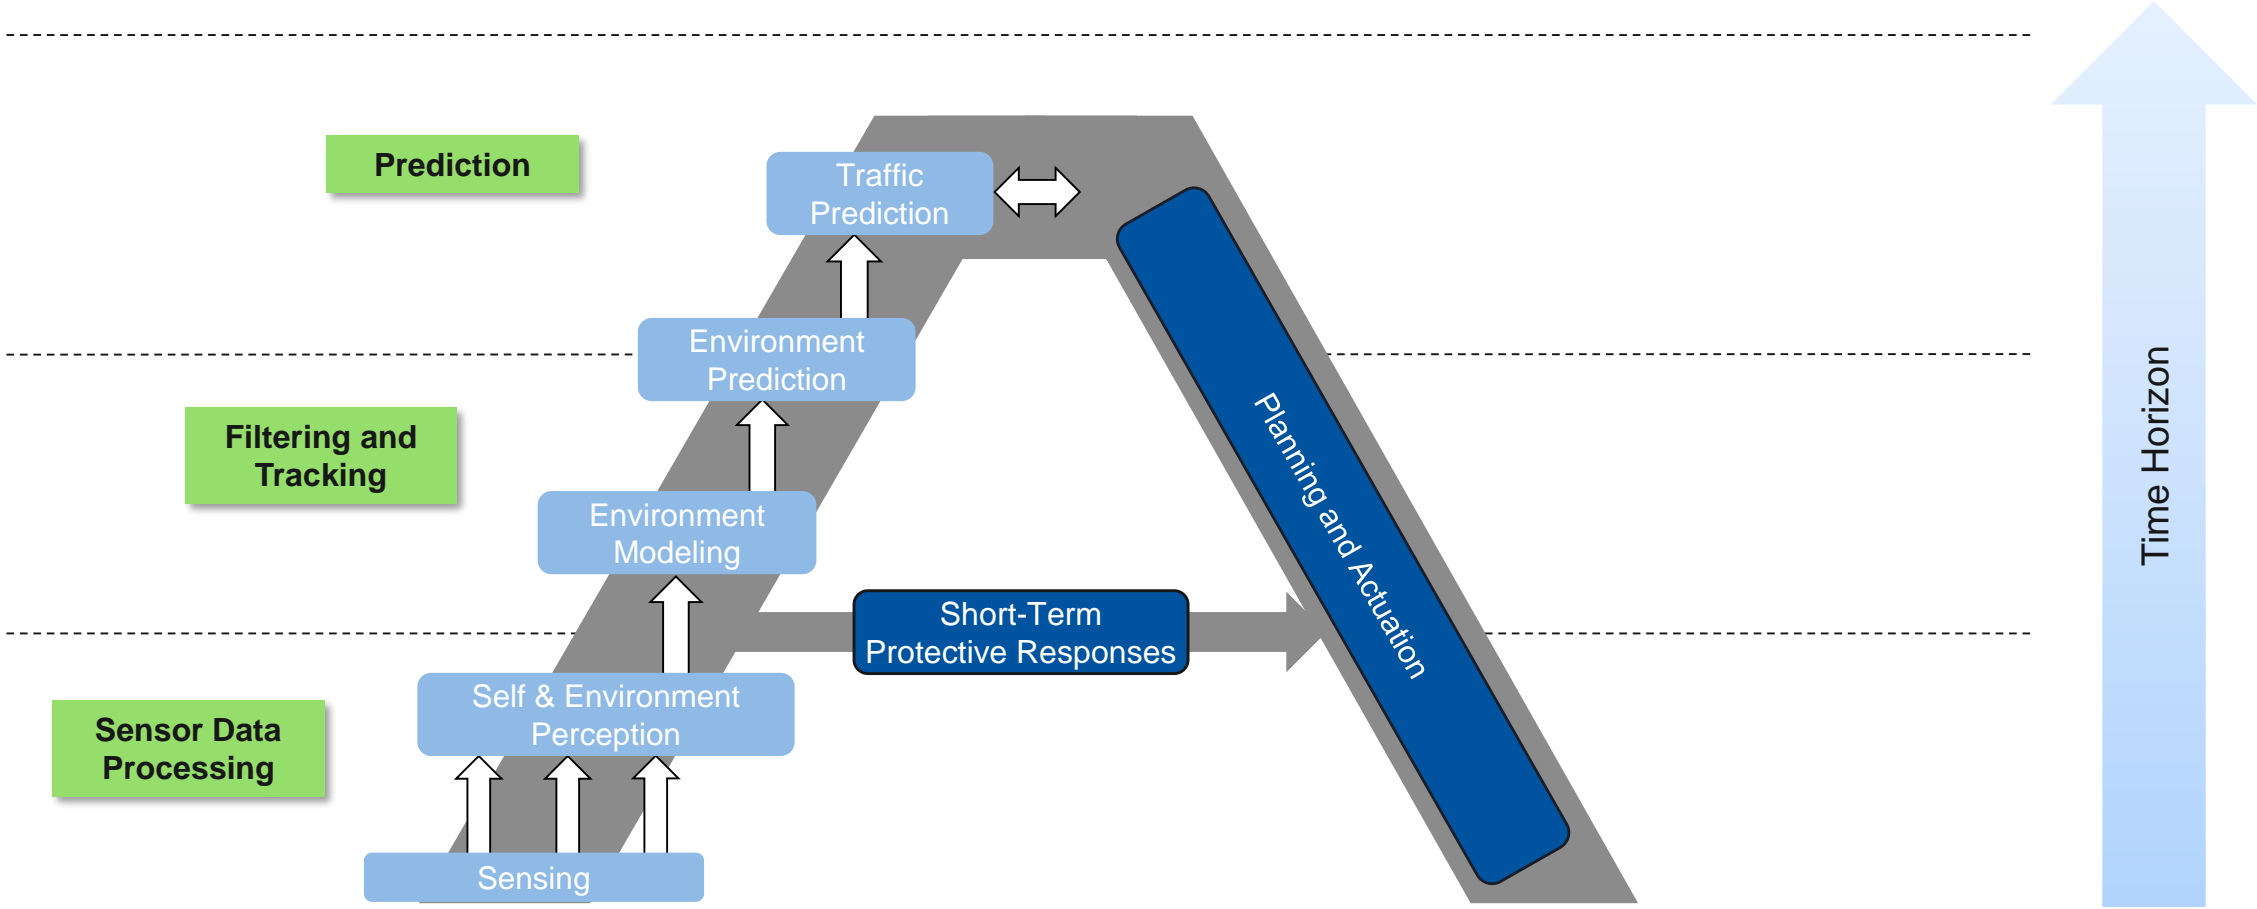 Prediction
Traffic
Prediction
Environment
Prediction
Filtering and
Tracking
Environment
Modeling
Short-Term
Protective Responses
Planning and Actuation
Self & Environment
Perception
Sensor Data
Processing
Sensing
Time Horizon